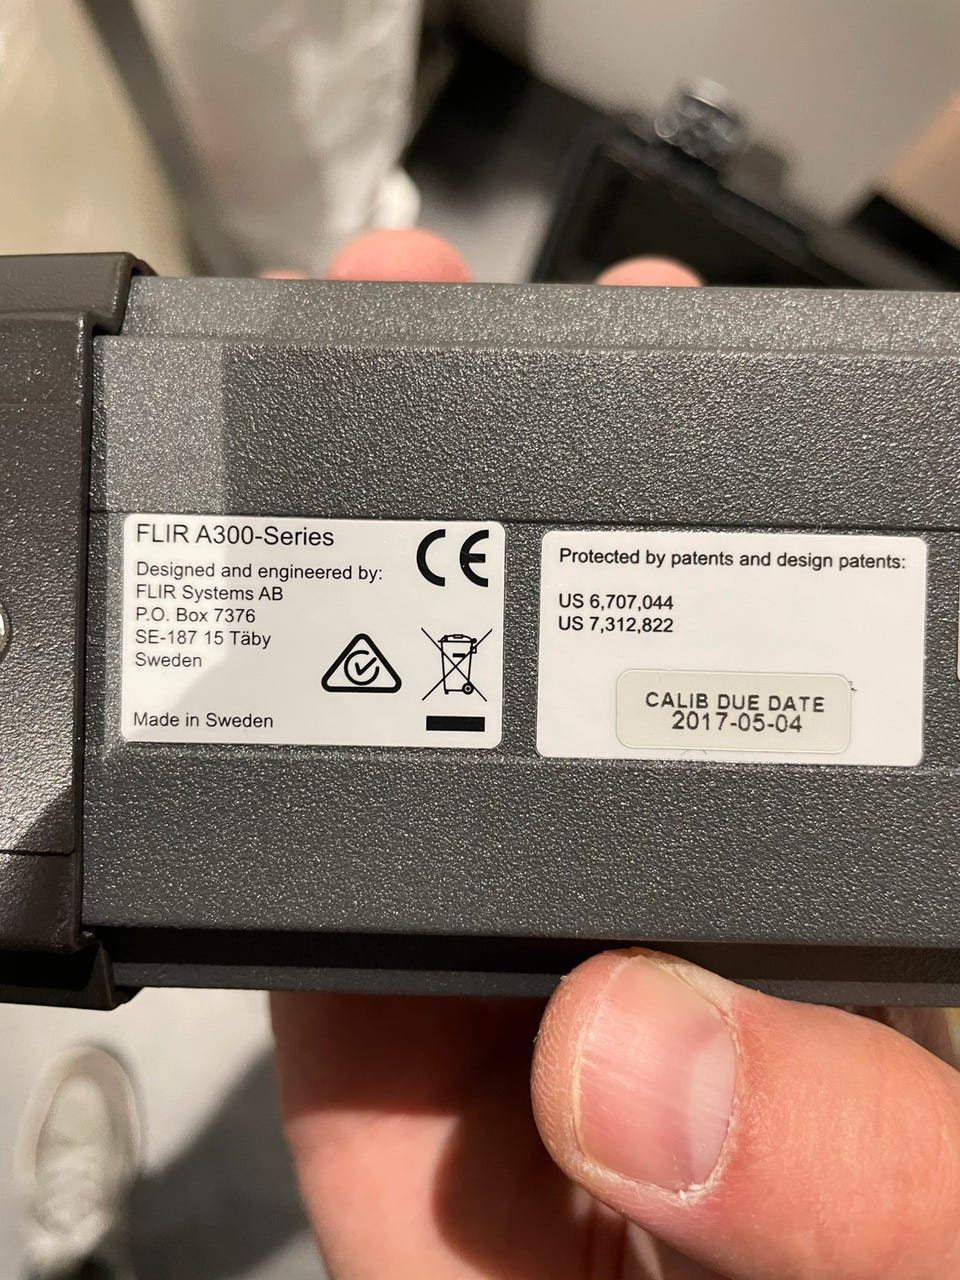 FLIR A300-Series
CE
Designed and engineered by:
FLIR Systems AB
P.O. Box 7376
SE-187 15 Täby
Sweden
Made in Sweden
Protected by patents and design patents:
US 6,707,044
US 7,312,822
CALIB DUE DATE
2017-05-04